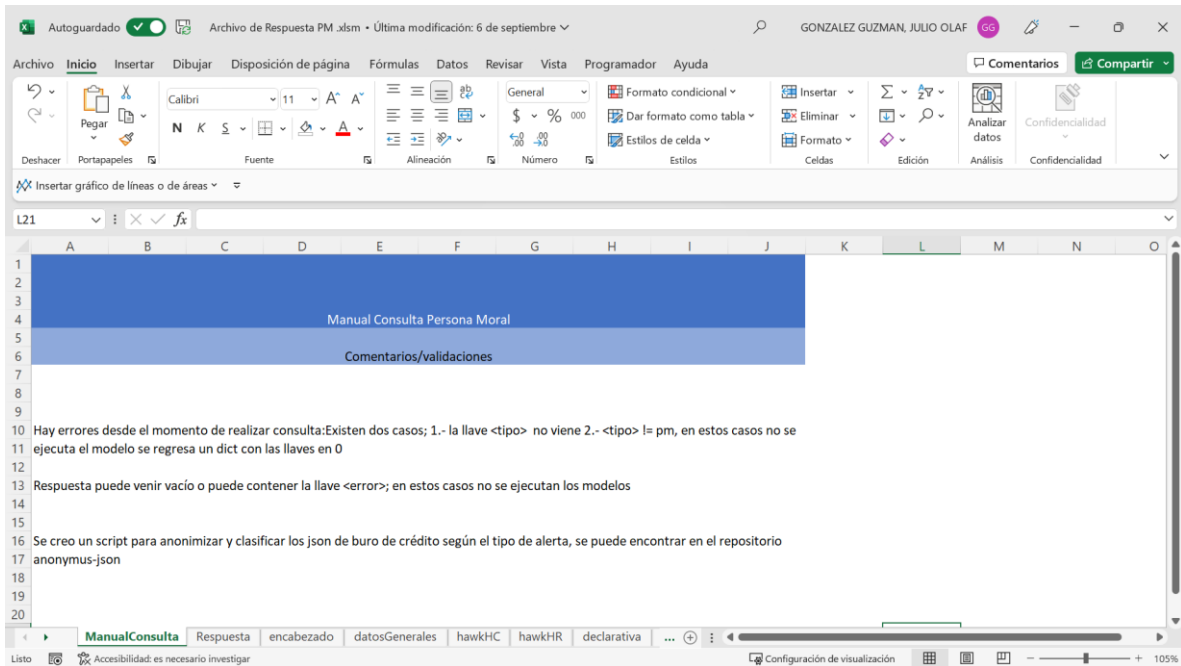 Autoguardado Archivo de Respuesta PM .xlsm • Última modificación: 6 de septiembre GONZALEZ GUZMAN, JULIO OLAF GG
Archivo Inicio Insertar Dibujar Disposición de página Fórmulas Datos Revisar Vista Programador Ayuda Comentarios Compartir
Pegar Calibri 11 A^ Aˇ General Formato condicional Insertar Analizar datos Confidencialidad
N K S A $ % 000 Dar formato como tabla Eliminar
Estilos de celda Formato
Deshacer Portapapeles Fuente Alineación Número Estilos Celdas Edición Análisis Confidencialidad
Insertar gráfico de líneas o de áreas
L21 fx
A B C D E F G H I J K L M N O
1
2
3
4 Manual Consulta Persona Moral
5
6 Comentarios/validaciones
7
8
9
10 Hay errores desde el momento de realizar consulta:Existen dos casos; 1.- la llave <tipo> no viene 2.- <tipo> != pm, en estos casos no se
11 ejecuta el modelo se regresa un dict con las llaves en 0
12
13 Respuesta puede venir vacío o puede contener la llave <error>; en estos casos no se ejecutan los modelos
14
15
16 Se creo un script para anonimizar y clasificar los json de buro de crédito según el tipo de alerta, se puede encontrar en el repositorio
17 anonymus-json
18
19
20
ManualConsulta Respuesta encabezado datosGenerales hawkHC hawkHR declarativa ...
Listo Accesibilidad: es necesario investigar Configuración de visualización 105%